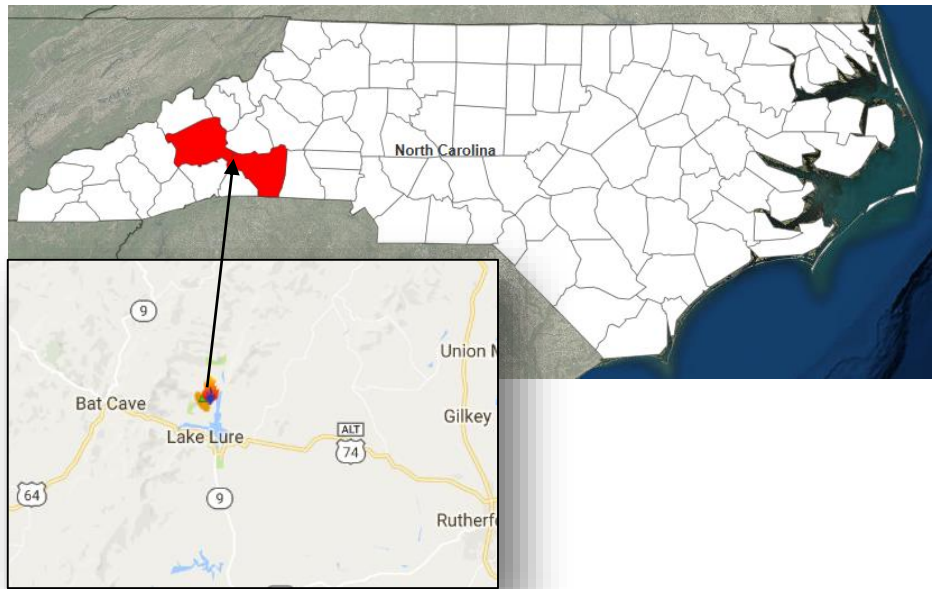 North Carolina
9
Union M
Bat Cave
Gilkey
Lake Lure
ALT
74
64
9
Rutherf